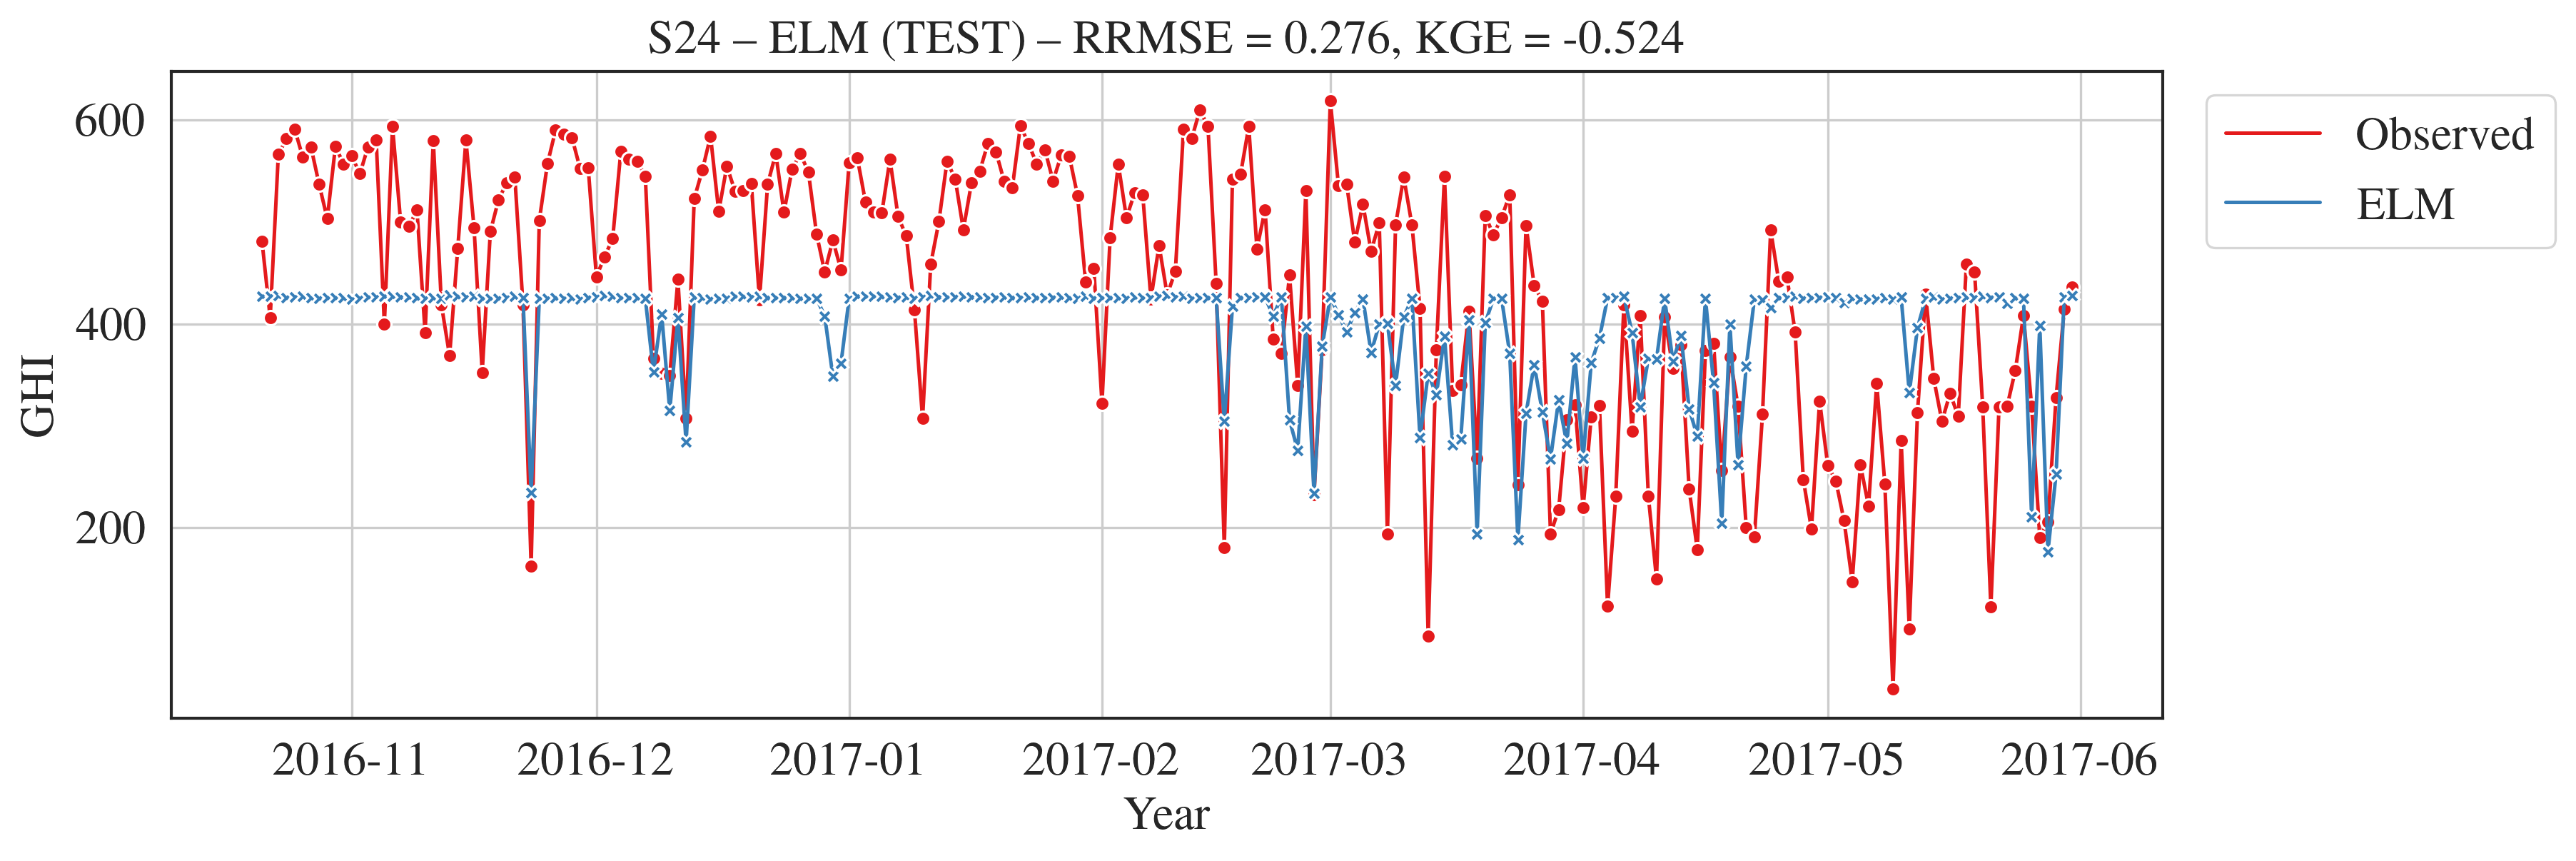 S24 – ELM (TEST) – RRMSE = 0.276, KGE = -0.524
600
400
200
GHI
2016-11 2016-12 2017-01 2017-02 2017-03 2017-04 2017-05 2017-06
Year
Observed
ELM